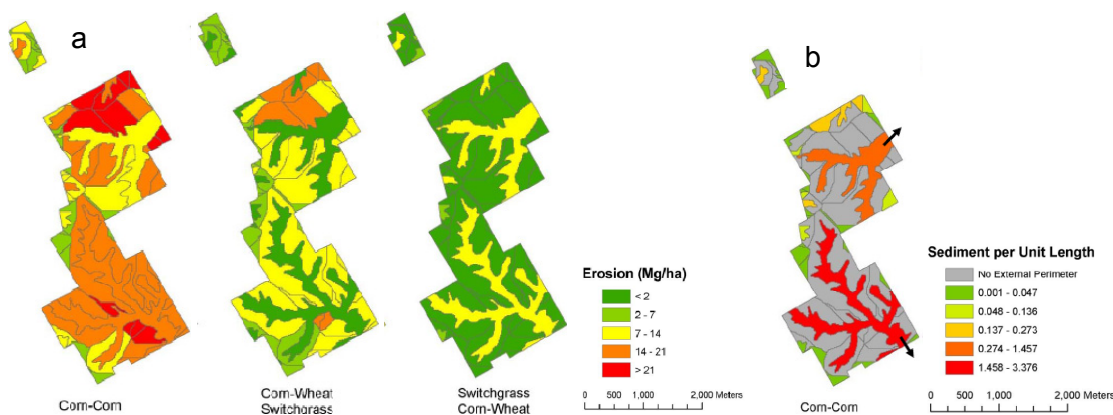 a
b
Erosion (Mg/ha)
< 2
2 - 7
7 - 14
14 - 21
> 21
0
500
1,000
2,000 Meters
Sediment per Unit Length
No External Perimeter
0.001 - 0.047
0.048 - 0.136
0.137 - 0.273
0.274 - 1.457
1.458 - 3.376
0
500
1,000
2,000 Meters
Corn-Corn
Corn-Wheat
Switchgrass
Switchgrass
Corn-Wheat
Corn-Corn